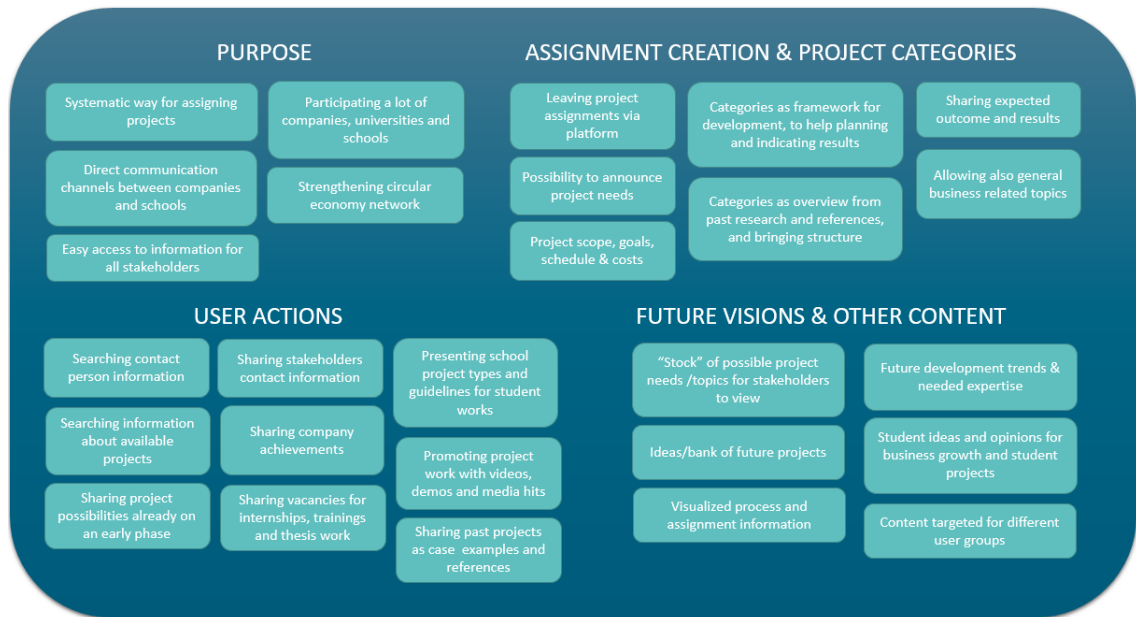 PURPOSE
Systematic way for assigning
projects
Participating a lot of
companies, universities and
schools
Direct communication
channels between companies
and schools
Strengthening circular
economy network
Easy access to information for
all stakeholders
ASSIGNMENT CREATION & PROJECT CATEGORIES
Leaving project
assignments via
platform
Categories as framework for
development, to help planning
and indicating results
Sharing expected
outcome and results
Possibility to announce
project needs
Categories as overview from
past research and references,
and bringing structure
Allowing also general
business related topics
Project scope, goals,
schedule & costs
USER ACTIONS
Searching contact
person information
Sharing stakeholders
contact information
Presenting school
project types and
guidelines for student
works
Searching information
about available
projects
Sharing company
achievements
Promoting project
work with videos,
demos and media hits
Sharing project
possibilities already on
an early phase
Sharing vacancies for
internships, trainings
and thesis work
Sharing past projects
as case examples and
references
FUTURE VISIONS & OTHER CONTENT
“Stock” of possible project
needs /topics for stakeholders
to view
Future development trends &
needed expertise
Ideas/bank of future projects
Student ideas and opinions for
business growth and student
projects
Visualized process and
assignment information
Content targeted for different
user groups